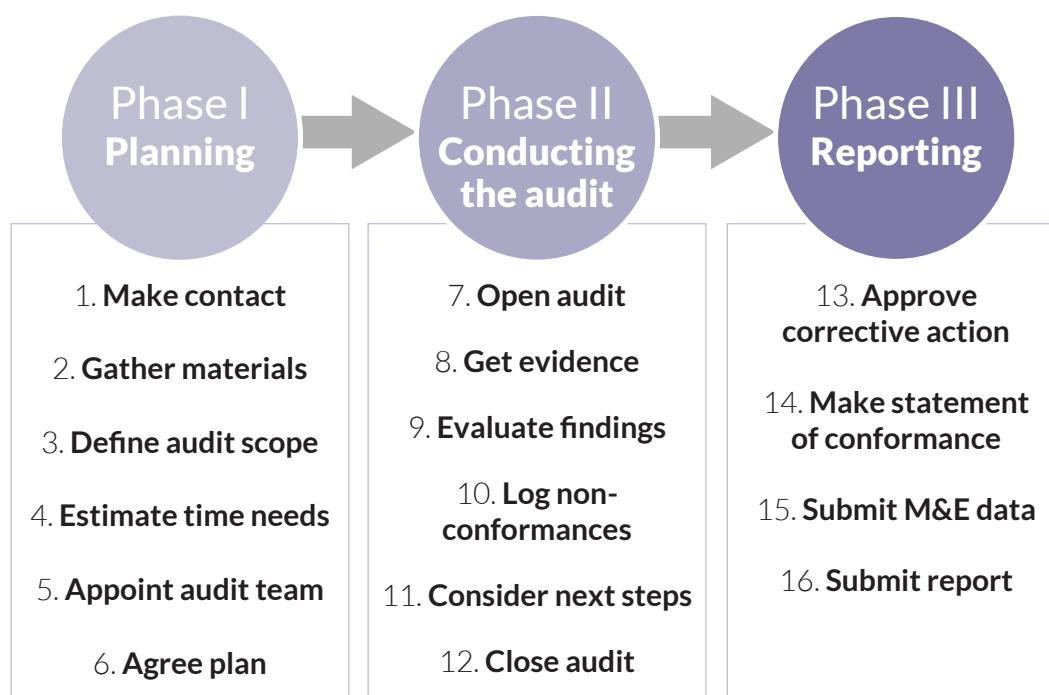 Phase I
Planning
1. Make contact
2. Gather materials
3. Define audit scope
4. Estimate time needs
5. Appoint audit team
6. Agree plan
Phase II
Conducting
the audit
7. Open audit
8. Get evidence
9. Evaluate findings
10. Log non-
conformances
11. Consider next steps
12. Close audit
Phase III
Reporting
13. Approve
corrective action
14. Make statement
of conformance
15. Submit M&E data
16. Submit report